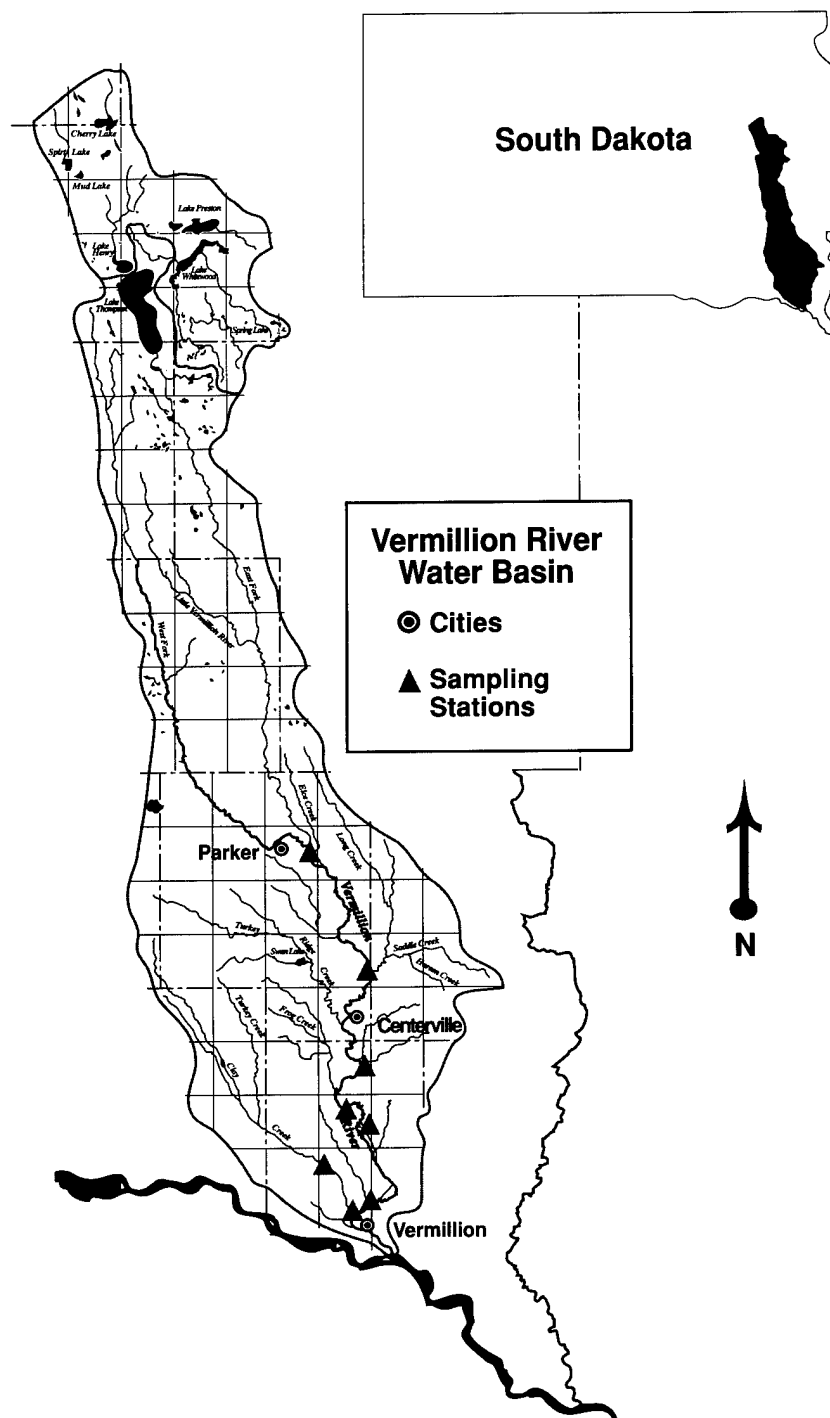 South Dakota
Cherry Lake
Spirit Lake
Mud Lake
Lake Preston
Lake
Henry
Lake
Whitewood
Lake
Thompson
Spring Lake
Vermillion River
Water Basin
Cities
Sampling
Stations
East Fork
Little Vermillion River
West Fork
Long Creek
Parker
Vermillion
N
Turkey
Ridge
Creek
Swan Lake
Saddle Creek
Turkey Creek
Frog Creek
Centerville
Clay
Creek
River
Vermillion